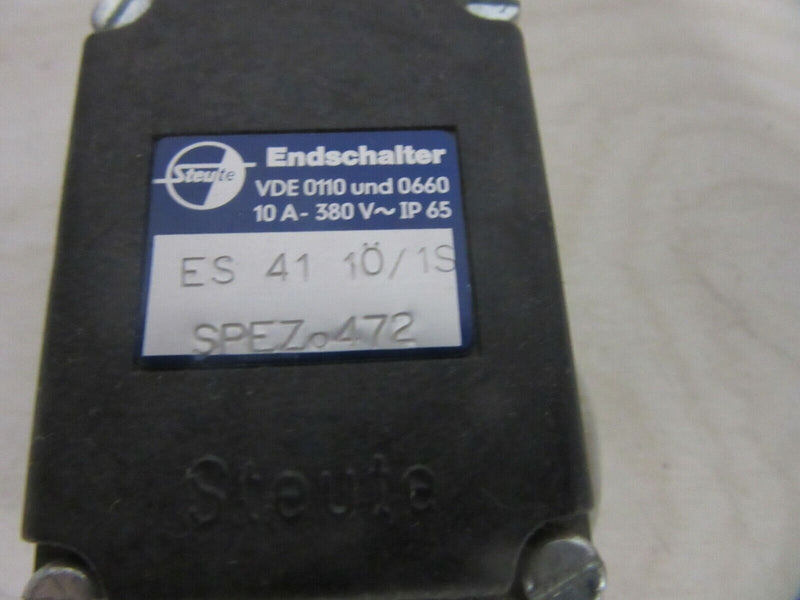 Steute
Endschalter
VDE 0110 und 0660
10 A - 380 V~ IP 65
ES 41 1Ö/1S
SPEZ.472
Steute